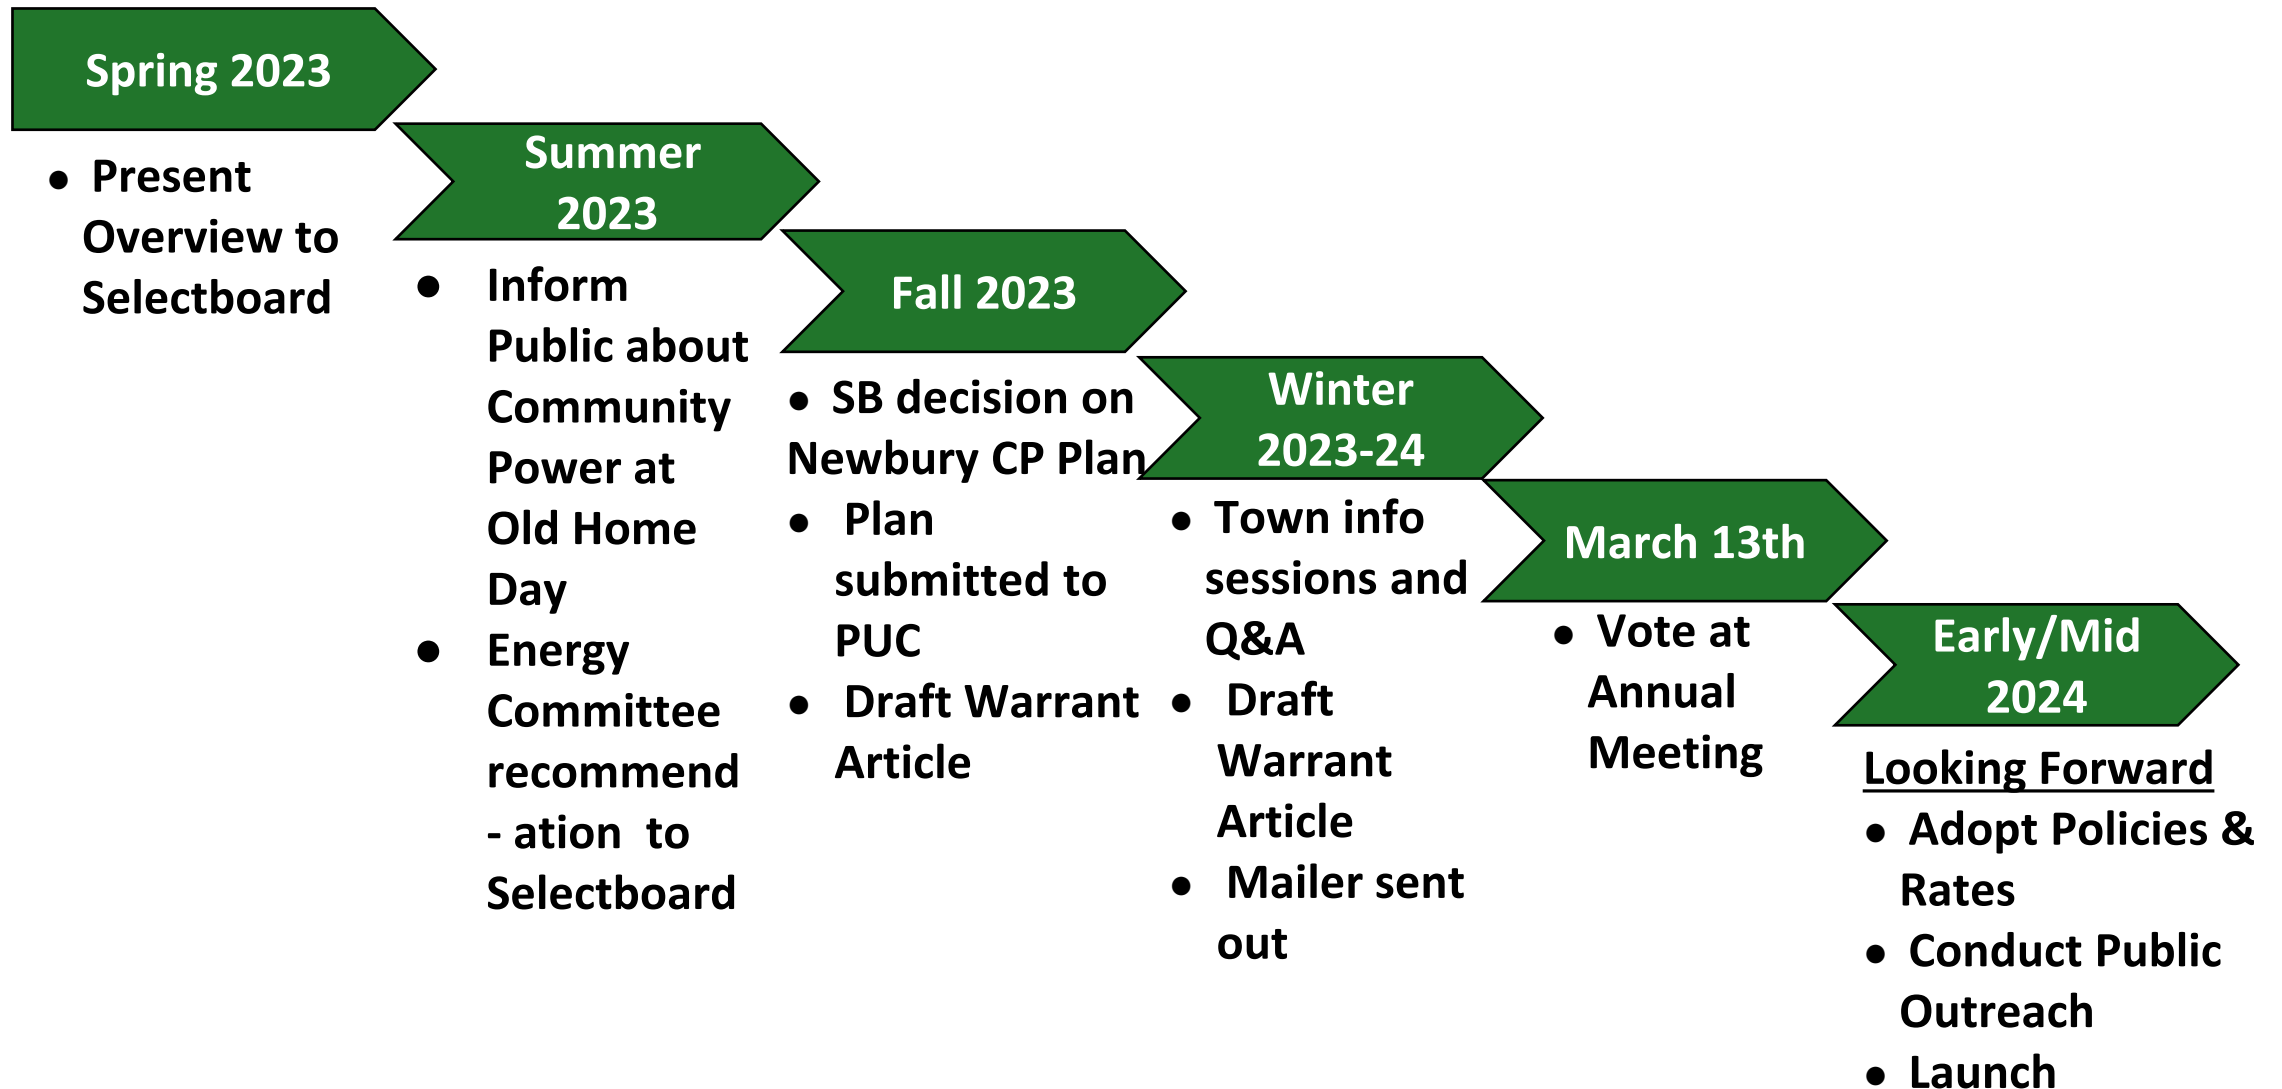 Spring 2023
● Present
Overview to
Selectboard
Summer
2023
● Inform
Public about
Community
Power at
Old Home
Day
● Energy
Committee
recommend
- ation to
Selectboard
Fall 2023
● SB decision on
Newbury CP Plan
● Plan
submitted to
PUC
● Draft Warrant
Article
Winter
2023-24
● Town info
sessions and
Q&A
● Draft
Warrant
Article
● Mailer sent
out
March 13th
● Vote at
Annual
Meeting
Early/Mid
2024
Looking Forward
● Adopt Policies &
Rates
● Conduct Public
Outreach
● Launch